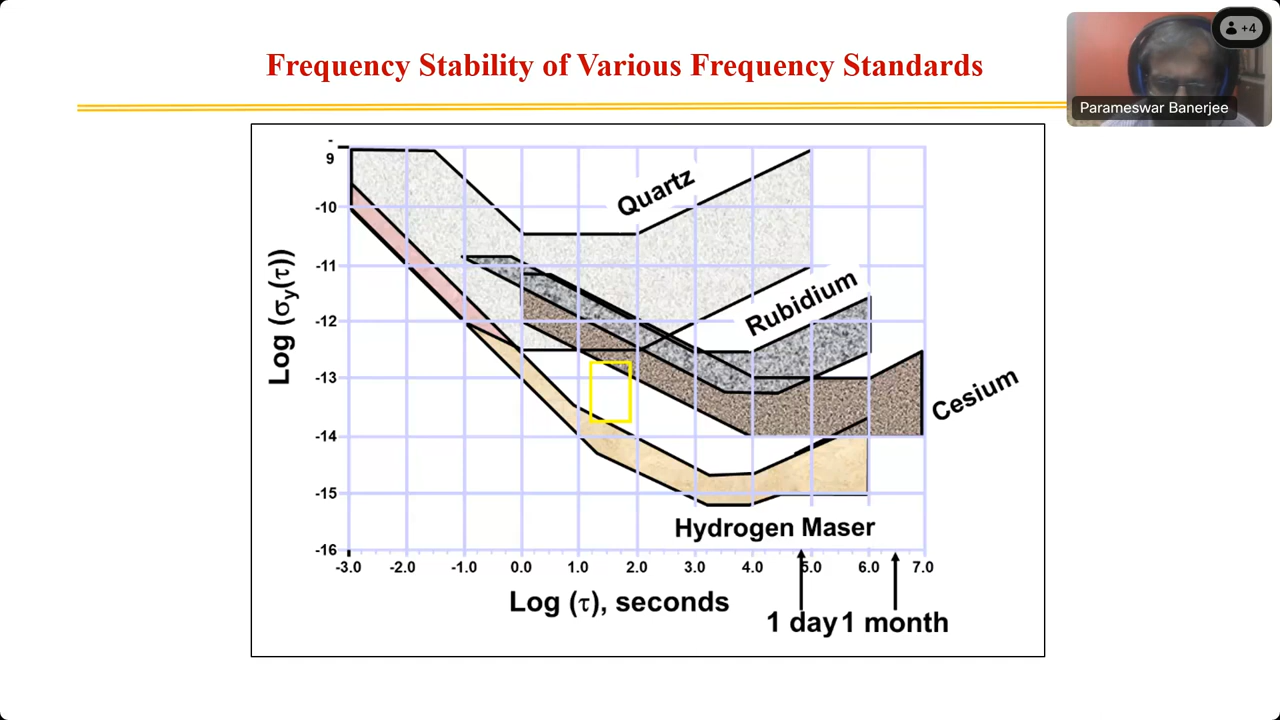 Frequency Stability of Various Frequency Standards
+4
Parameswar Banerjee
-
9
-10
-11
-12
-13
-14
-15
-16
Log (σy(τ))
Quartz
Rubidium
Cesium
Hydrogen Maser
-3.0 -2.0 -1.0 0.0 1.0 2.0 3.0 4.0 5.0 6.0 7.0
Log (τ), seconds
1 day 1 month